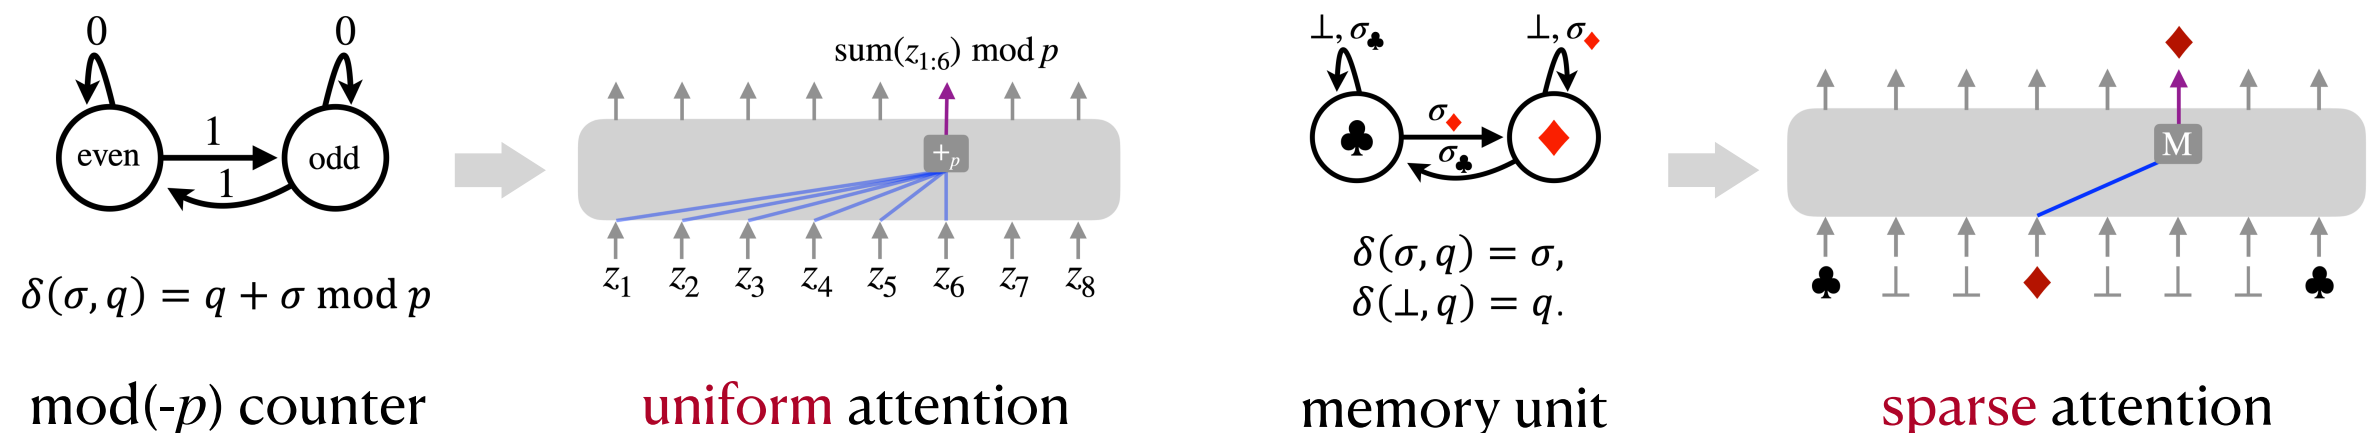 0 0
even 1 odd
1
δ(σ, q) = q + σ mod p
mod(-p) counter
sum(z₁:₆) mod p
+ₚ
z₁ z₂ z₃ z₄ z₅ z₆ z₇ z₈
uniform attention
⊥, σ♣ ⊥, σ♦
♣ σ♦ ♦
σ♣
δ(σ, q) = σ,
δ(⊥, q) = q.
memory unit
♦
M
♣ ⊥ ⊥ ♦ ⊥ ⊥ ⊥ ♣
sparse attention